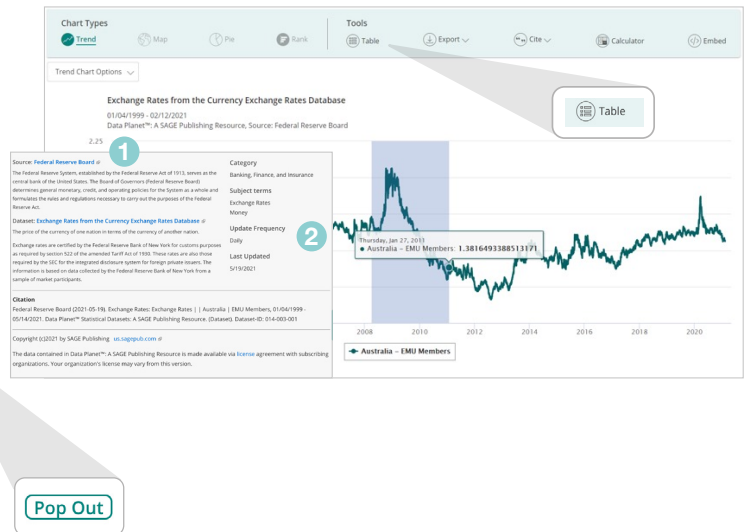 Chart Types
Tools
Trend
Map
Pie
Rank
Table
Export
Cite
Calculator
Embed
Trend Chart Options
Table
Exchange Rates from the Currency Exchange Rates Database
01/04/1999 - 02/12/2021
Data Planet™: A SAGE Publishing Resource, Source: Federal Reserve Board
2.25
1
Source: Federal Reserve Board
The Federal Reserve System, established by the Federal Reserve Act of 1913, serves as the
central bank of the United States. The Board of Governors (Federal Reserve Board)
determines general monetary, credit, and operating policies for the System as a whole and
formulates the rules and regulations necessary to carry out the purposes of the Federal
Reserve Act.
Dataset: Exchange Rates from the Currency Exchange Rates Database
The price of the currency of one nation in terms of the currency of another nation.
Exchange rates are certified by the Federal Reserve Bank of New York for customs purposes
as required by section 522 of the amended Tariff Act of 1930. These rates are also those
required by the SEC for the integrated disclosure system for foreign private issuers. The
information is based on data collected by the Federal Reserve Bank of New York from a
sample of market participants.
Category
Banking, Finance, and Insurance
Subject terms
Exchange Rates
Money
Update Frequency
Daily
Last Updated
5/19/2021
2
Thursday, Jan 27, 2011
Australia – EMU Members: 1.3816493388513171
Citation
Federal Reserve Board (2021-05-19). Exchange Rates: Exchange Rates | | Australia | EMU Members, 01/04/1999 -
05/14/2021. Data Planet™ Statistical Datasets: A SAGE Publishing Resource. (Dataset). Dataset-ID: 014-003-001
Copyright (c)2021 by SAGE Publishing us.sagepub.com
The data contained in Data Planet™: A SAGE Publishing Resource is made available via license agreement with subscribing
organizations. Your organization's license may vary from this version.
2008 2010 2012 2014 2016 2018 2020
Australia – EMU Members
Pop Out